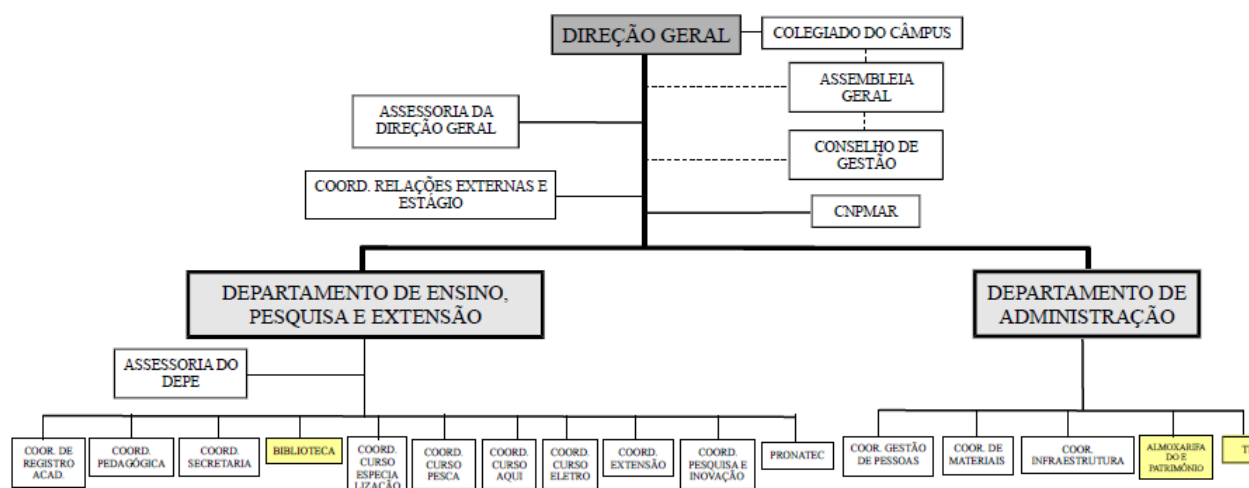 DIREÇÃO GERAL
COLEGIADO DO CÂMPUS
ASSEMBLEIA
GERAL
ASSESSORIA DA
DIREÇÃO GERAL
CONSELHO DE
GESTÃO
COORD. RELAÇÕES EXTERNAS E
ESTÁGIO
CNPMAR
DEPARTAMENTO DE ENSINO,
PESQUISA E EXTENSÃO
DEPARTAMENTO DE
ADMINISTRAÇÃO
ASSESSORIA DO
DEPE
COOR. DE
REGISTRO
ACAD.
COORD.
PEDAGÓGICA
COORD.
SECRETARIA
BIBLIOTECA
COORD.
CURSO
ESPECIA
LIZAÇÃO
COORD.
CURSO
PESCA
COORD.
CURSO
AQUI
COORD.
CURSO
ELETRO
COORD.
EXTENSÃO
COORD.
PESQUISA E
INOVAÇÃO
PRONATEC
COOR. GESTÃO
DE PESSOAS
COOR. DE
MATERIAIS
COOR.
INFRAESTRUTURA
ALMOXARIFA
DO E
PATRIMÔNIO